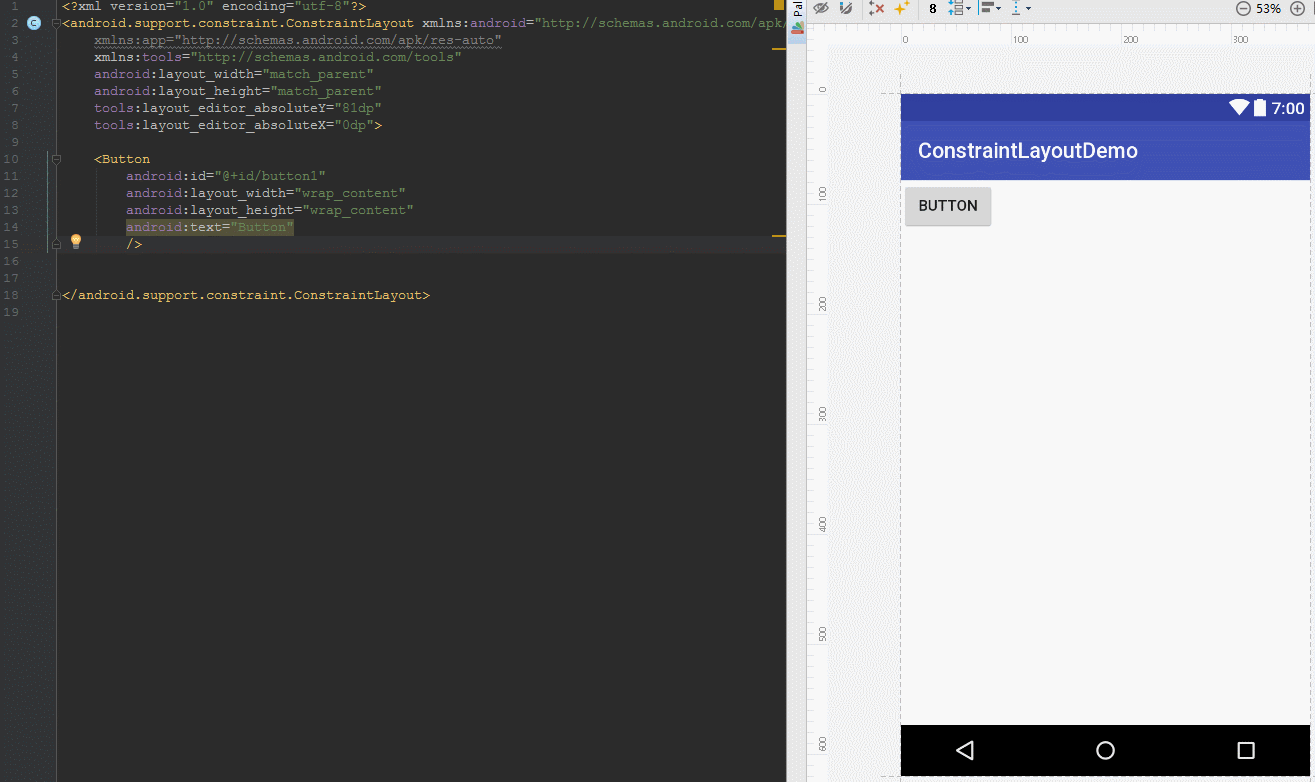 1 <?xml version="1.0" encoding="utf-8"?>
2 <android.support.constraint.ConstraintLayout xmlns:android="http://schemas.android.com/apk/
3 xmlns:app="http://schemas.android.com/apk/res-auto"
4 xmlns:tools="http://schemas.android.com/tools"
5 android:layout_width="match_parent"
6 android:layout_height="match_parent"
7 tools:layout_editor_absoluteY="81dp"
8 tools:layout_editor_absoluteX="0dp">
9
10 <Button
11 android:id="@+id/button1"
12 android:layout_width="wrap_content"
13 android:layout_height="wrap_content"
14 android:text="Button"
15 />
16
17
18 </android.support.constraint.ConstraintLayout>
19
C
Pal
8
53%
0 100 200 300
0
100
200
300
400
500
600
7:00
ConstraintLayoutDemo
BUTTON